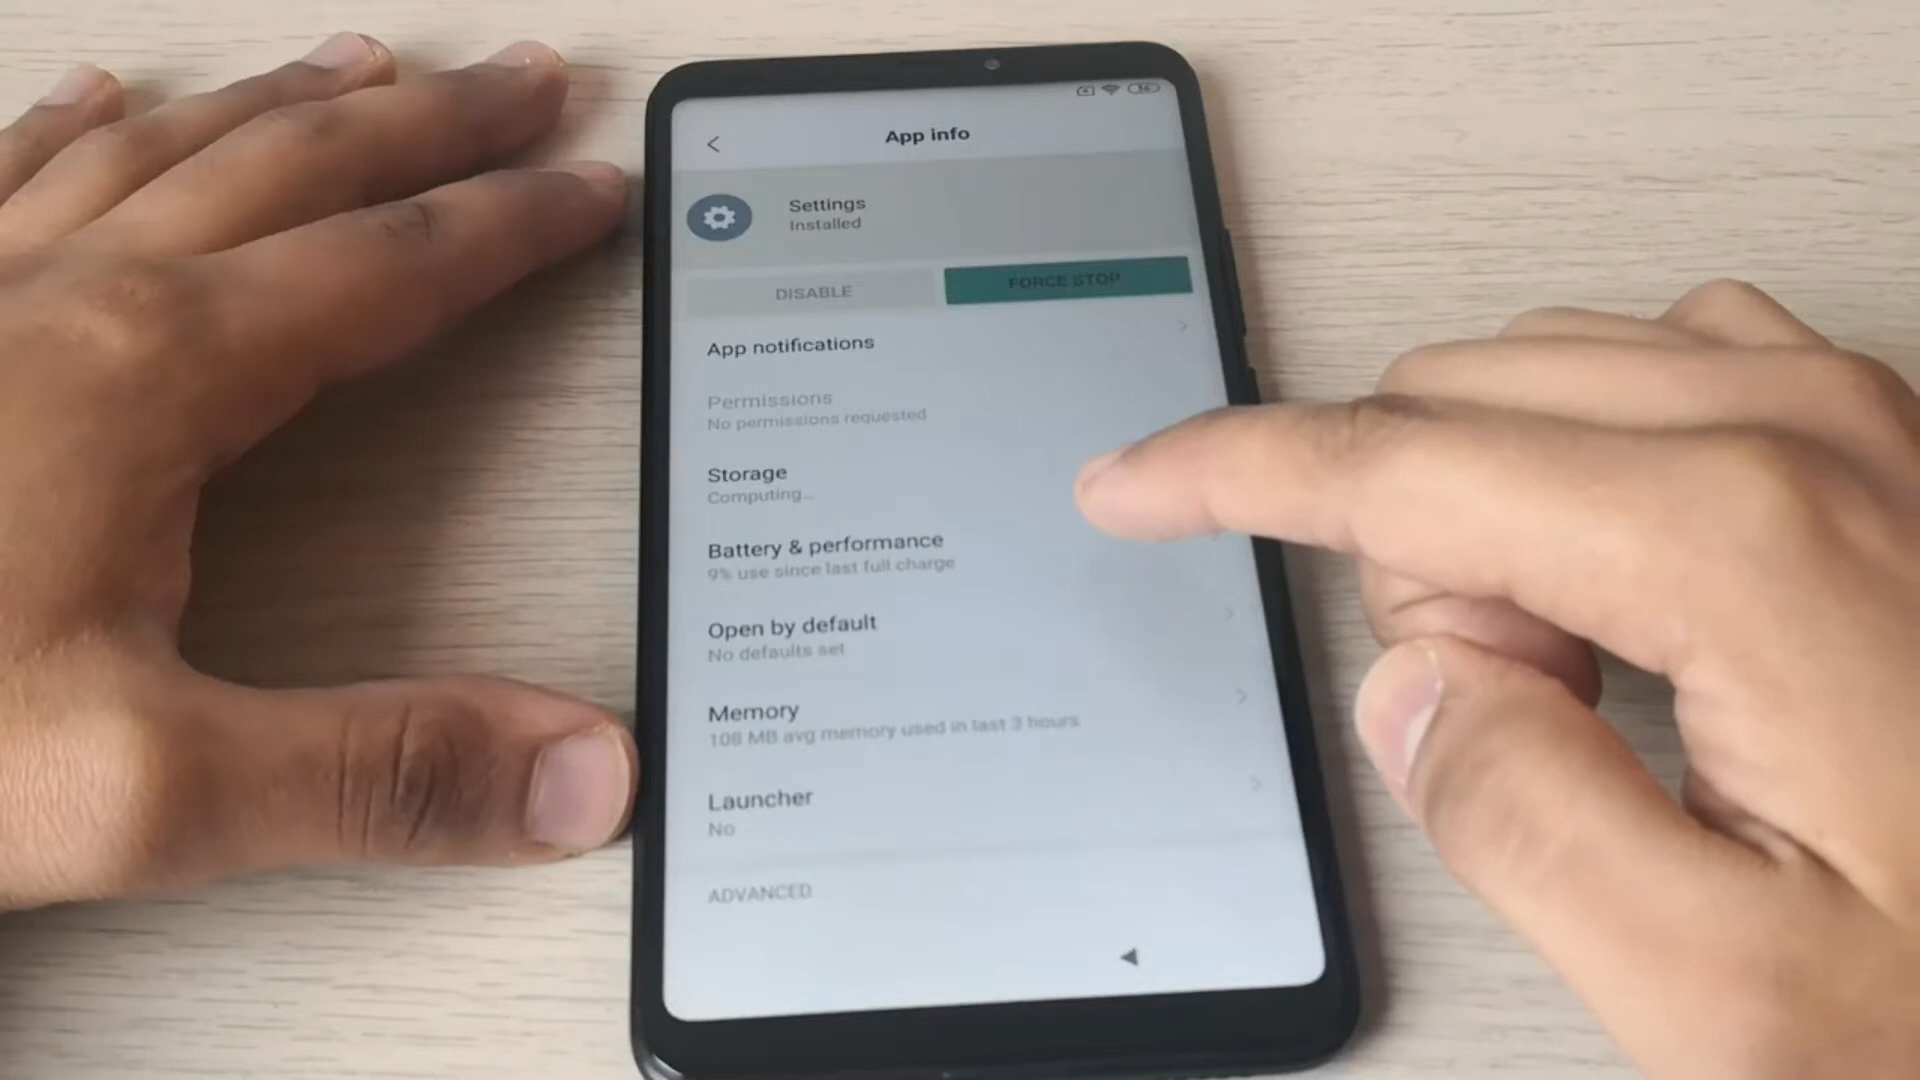 App info
Settings
Installed
DISABLE
FORCE STOP
App notifications
Permissions
No permissions requested
Storage
Computing...
Battery & performance
9% use since last full charge
Open by default
No defaults set
Memory
108 MB avg memory used in last 3 hours
Launcher
No
ADVANCED